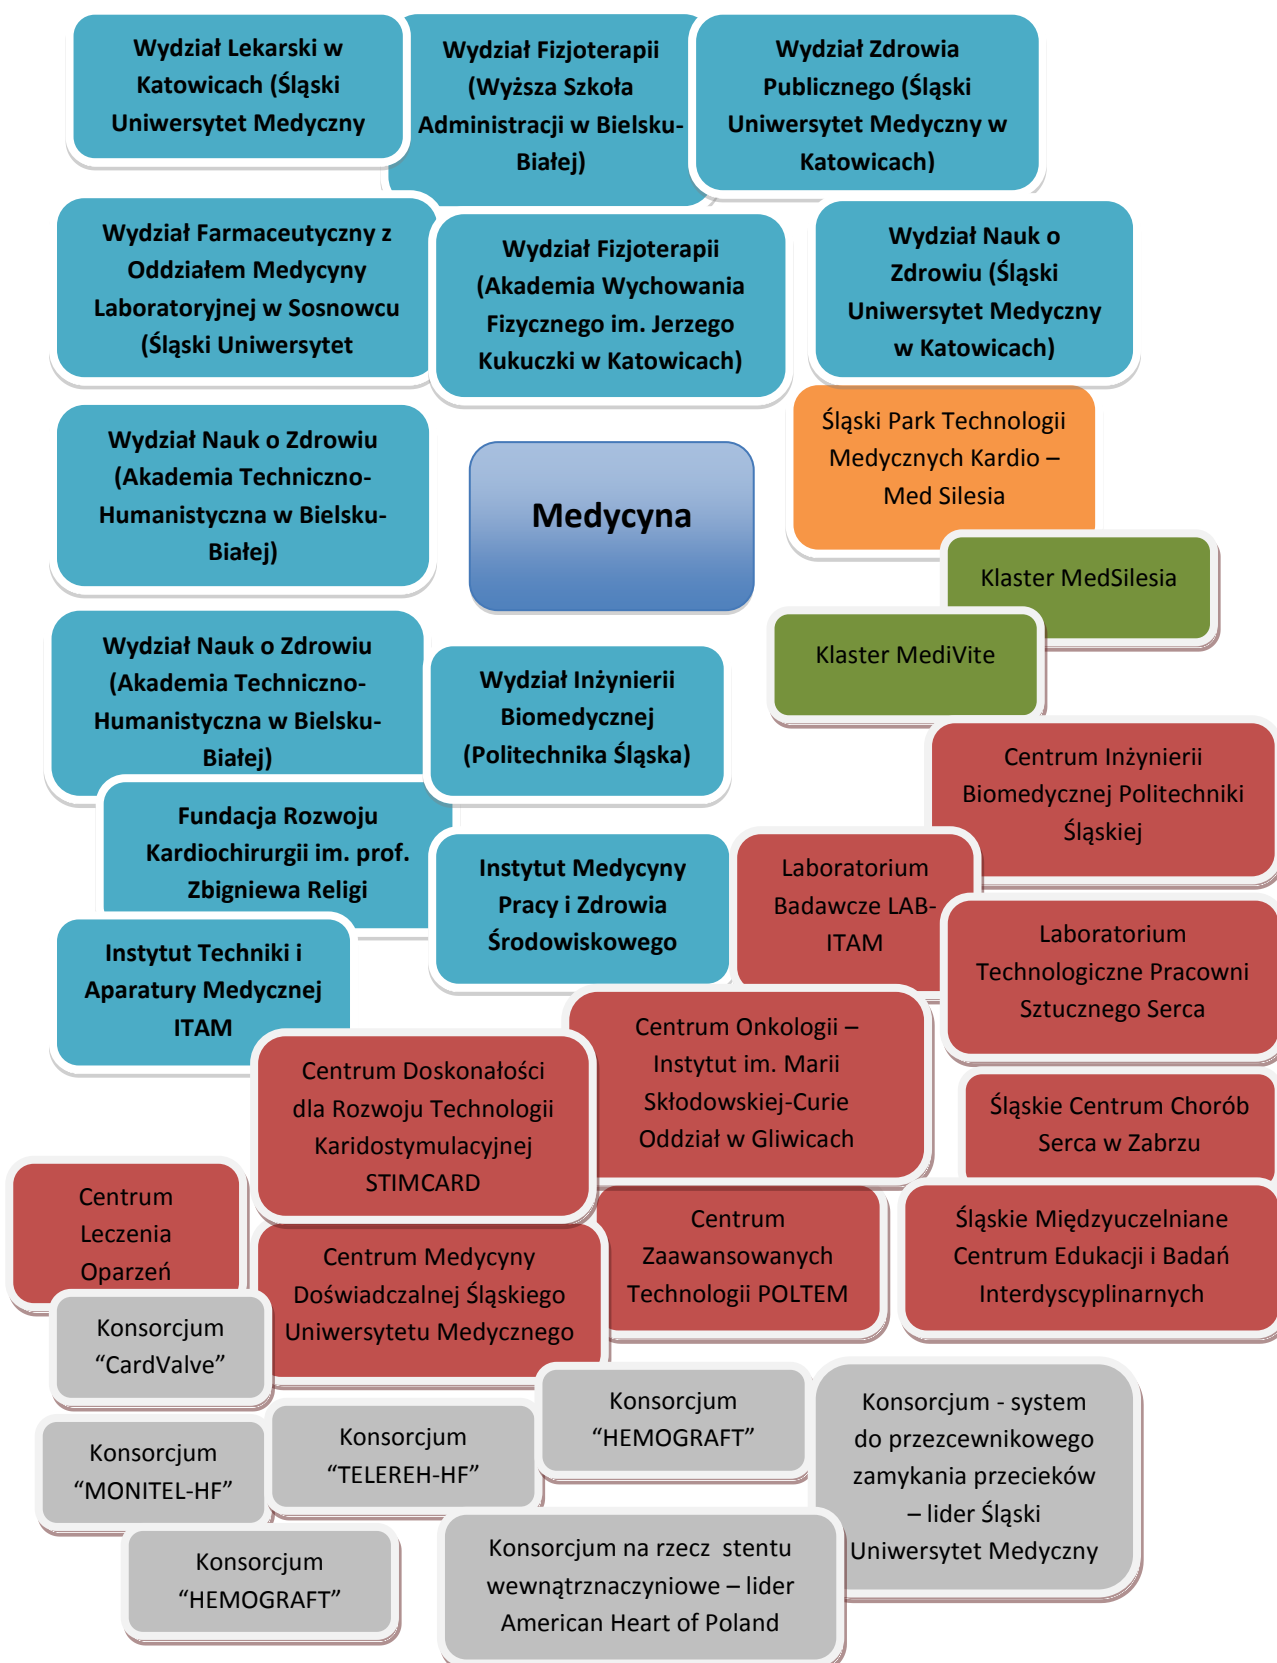 Wydział Lekarski w
Katowicach (Śląski
Uniwersytet Medyczny
Wydział Fizjoterapii
(Wyższa Szkoła
Administracji w Bielsku-
Białej)
Wydział Zdrowia
Publicznego (Śląski
Uniwersytet Medyczny w
Katowicach)
Wydział Farmaceutyczny z
Oddziałem Medycyny
Laboratoryjnej w Sosnowcu
(Śląski Uniwersytet
Wydział Fizjoterapii
(Akademia Wychowania
Fizycznego im. Jerzego
Kukuczki w Katowicach)
Wydział Nauk o
Zdrowiu (Śląski
Uniwersytet Medyczny
w Katowicach)
Wydział Nauk o Zdrowiu
(Akademia Techniczno-
Humanistyczna w Bielsku-
Białej)
Medycyna
Śląski Park Technologii
Medycznych Kardio –
Med Silesia
Klaster MedSilesia
Klaster MediVite
Wydział Nauk o Zdrowiu
(Akademia Techniczno-
Humanistyczna w Bielsku-
Białej)
Wydział Inżynierii
Biomedycznej
(Politechnika Śląska)
Centrum Inżynierii
Biomedycznej Politechniki
Śląskiej
Fundacja Rozwoju
Kardiochirurgii im. prof.
Zbigniewa Religi
Instytut Medycyny
Pracy i Zdrowia
Środowiskowego
Laboratorium
Badawcze LAB-
ITAM
Laboratorium
Technologiczne Pracowni
Sztucznego Serca
Instytut Techniki i
Aparatury Medycznej
ITAM
Centrum Doskonałości
dla Rozwoju Technologii
Karidostymulacyjnej
STIMCARD
Centrum Onkologii –
Instytut im. Marii
Skłodowskiej-Curie
Oddział w Gliwicach
Śląskie Centrum Chorób
Serca w Zabrzu
Centrum
Leczenia
Oparzeń
Centrum Medycyny
Doświadczalnej Śląskiego
Uniwersytetu Medycznego
Centrum
Zaawansowanych
Technologii POLTEM
Śląskie Międzyuczelniane
Centrum Edukacji i Badań
Interdyscyplinarnych
Konsorcjum
“CardValve”
Konsorcjum
“MONITEL-HF”
Konsorcjum
“TELEREH-HF”
Konsorcjum
“HEMOGRAFT”
Konsorcjum - system
do przezcewnikowego
zamykania przecieków
– lider Śląski
Uniwersytet Medyczny
Konsorcjum
“HEMOGRAFT”
Konsorcjum na rzecz  stentu
wewnątrznaczyniowe – lider
American Heart of Poland